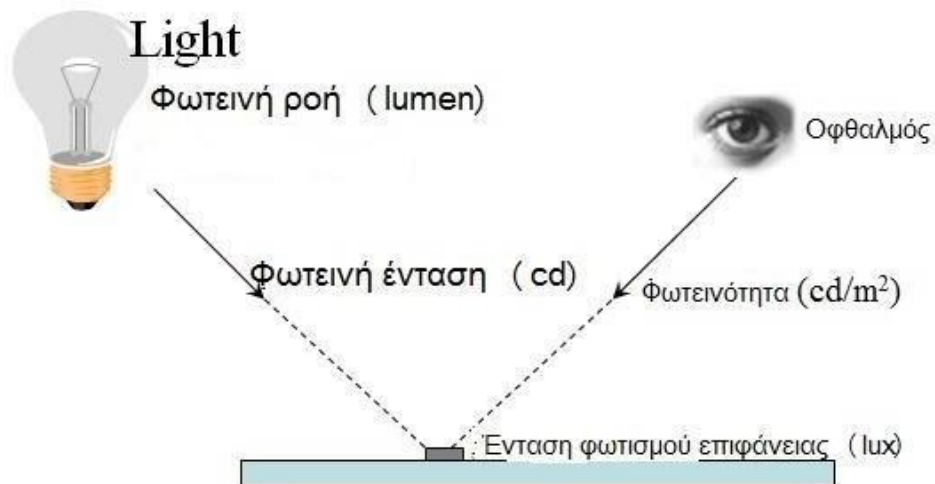 Light
Φωτεινή ροή (lumen)
Οφθαλμός
Φωτεινή ένταση (cd)
Φωτεινότητα (cd/m²)
Ένταση φωτισμού επιφάνειας (lux)